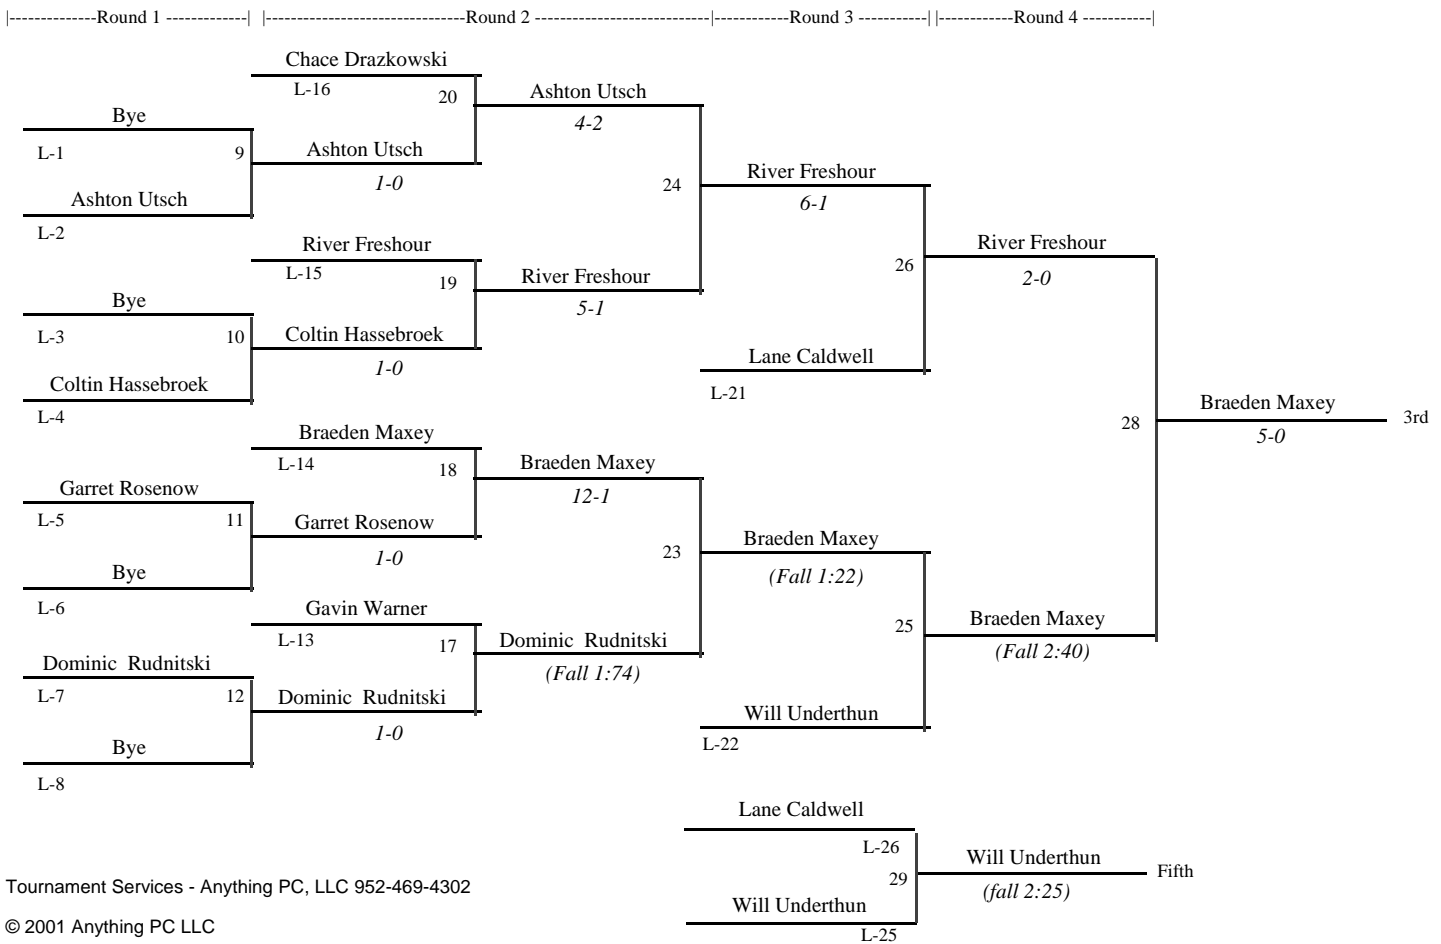 |--------------Round 1 -------------| |--------------------------------Round 2 ----------------------------|------------Round 3 -----------| |------------Round 4 -----------|
Chace Drazkowski
L-16
20
Ashton Utsch
4-2
Bye
L-1
9
Ashton Utsch
1-0
Ashton Utsch
L-2
24
River Freshour
6-1
River Freshour
L-15
19
River Freshour
5-1
26
River Freshour
2-0
Bye
L-3
10
Coltin Hassebroek
1-0
Lane Caldwell
L-21
Coltin Hassebroek
L-4
28
Braeden Maxey
5-0
3rd
Braeden Maxey
L-14
18
Braeden Maxey
12-1
Garret Rosenow
L-5
11
Garret Rosenow
1-0
23
Braeden Maxey
(Fall 1:22)
Bye
L-6
Gavin Warner
L-13
17
Dominic Rudnitski
(Fall 1:74)
25
Braeden Maxey
(Fall 2:40)
Dominic Rudnitski
L-7
12
Dominic Rudnitski
1-0
Will Underthun
L-22
Bye
L-8
Lane Caldwell
L-26
29
Will Underthun
(fall 2:25)
Fifth
Will Underthun
L-25
Tournament Services - Anything PC, LLC 952-469-4302
© 2001 Anything PC LLC